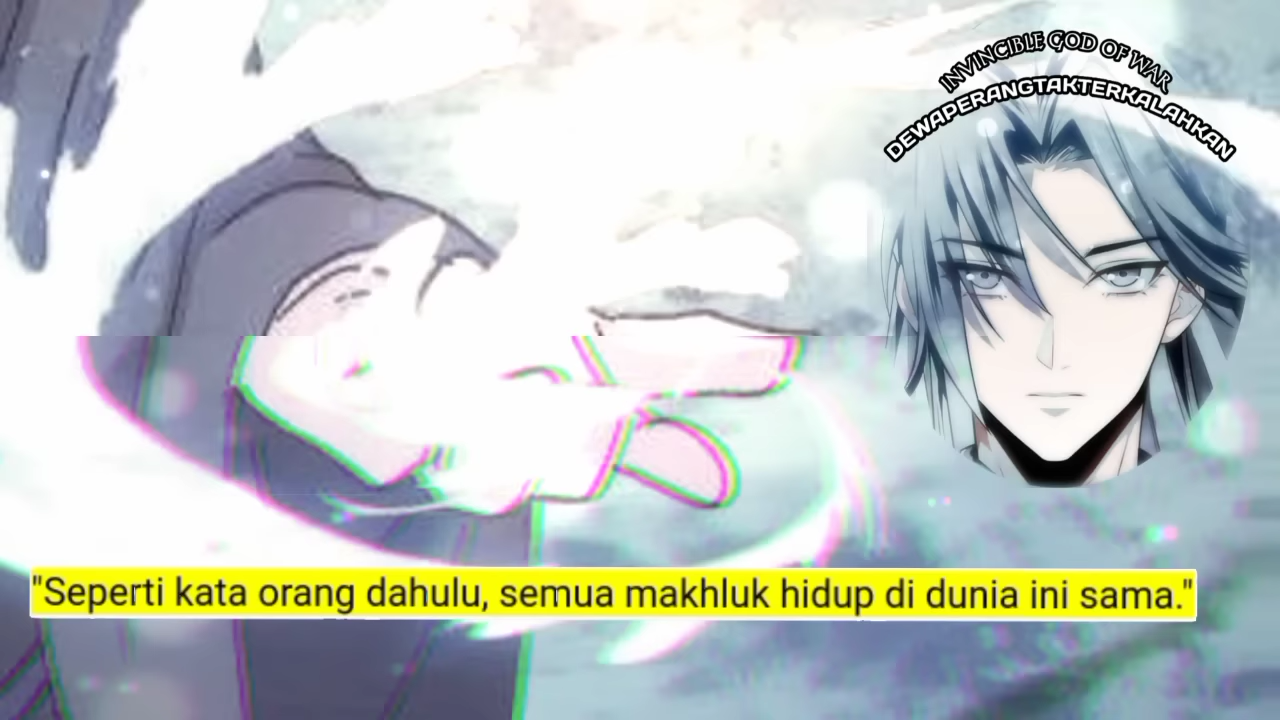 INVINCIBLE GOD OF WAR
DEWAPERANGTAKTERKALAHKAN
"Seperti kata orang dahulu, semua makhluk hidup di dunia ini sama."